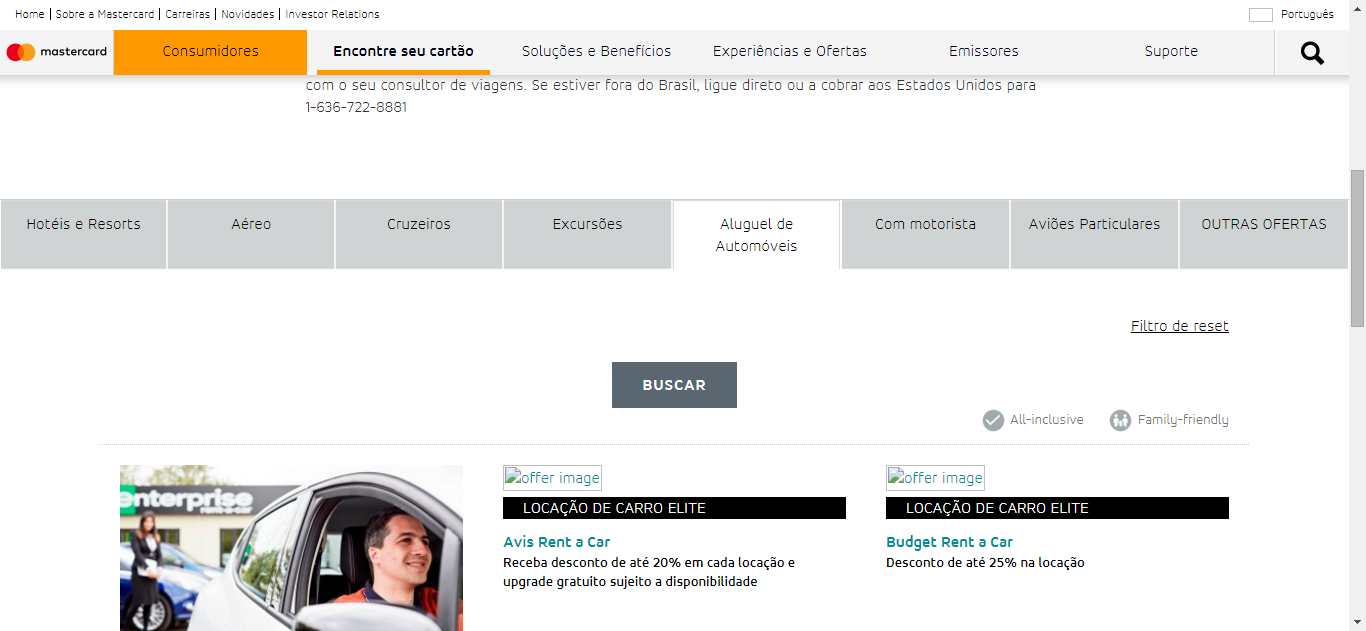 Home | Sobre a Mastercard | Carreiras | Novidades | Investor Relations
Português
mastercard
Consumidores
Encontre seu cartão
Soluções e Benefícios
Experiências e Ofertas
Emissores
Suporte
com o seu consultor de viagens. Se estiver fora do Brasil, ligue direto ou a cobrar aos Estados Unidos para
1-636-722-8881
Hotéis e Resorts
Aéreo
Cruzeiros
Excursões
Aluguel de
Automóveis
Com motorista
Aviões Particulares
OUTRAS OFERTAS
Filtro de reset
BUSCAR
All-inclusive
Family-friendly
enterprise
rent-a-car
offer image
LOCAÇÃO DE CARRO ELITE
Avis Rent a Car
Receba desconto de até 20% em cada locação e
upgrade gratuito sujeito a disponibilidade
offer image
LOCAÇÃO DE CARRO ELITE
Budget Rent a Car
Desconto de até 25% na locação